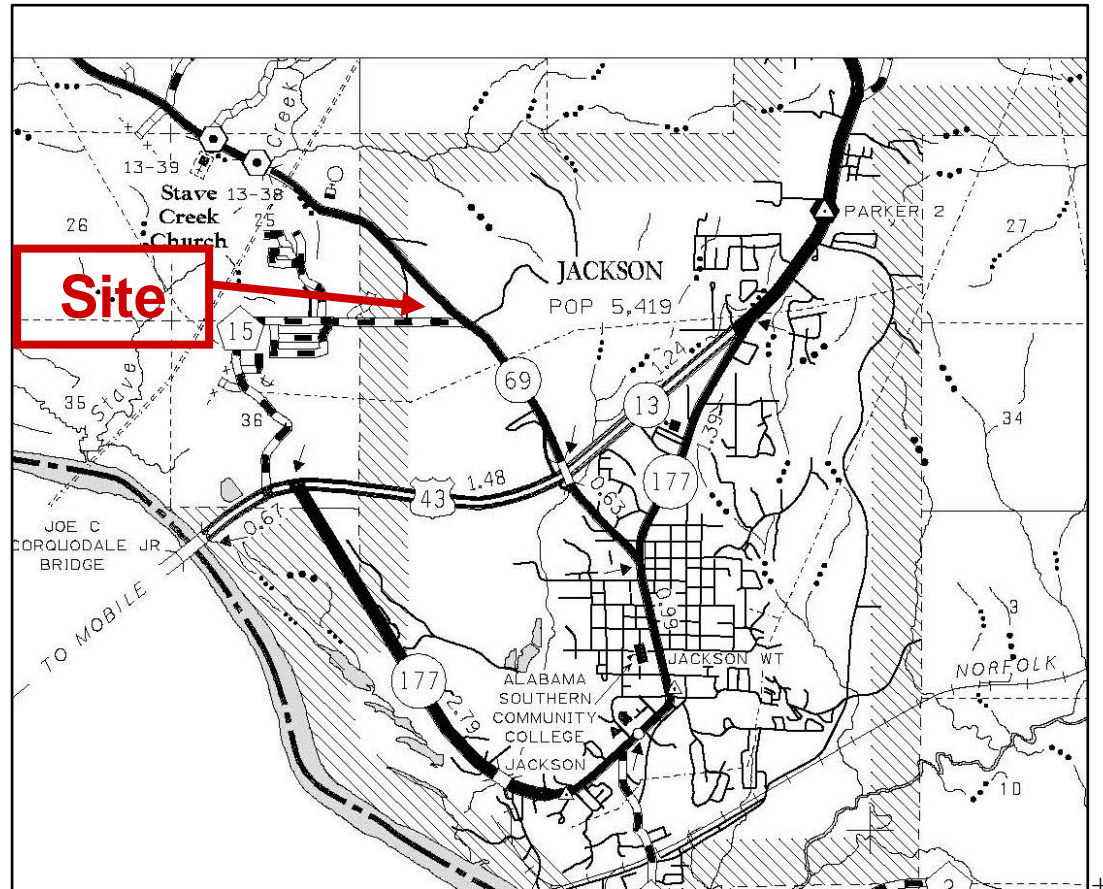 13-39
13-38
Stave
Creek
Church
Creek
25
26
27
PARKER 2
JACKSON
POP 5,419
Site
15
69
1.24
13
.39
177
35
Stave
36
34
43
1.48
0.63
0.67
JOE C
CORQUODALE JR
BRIDGE
TO MOBILE
0.99
3
JACKSON WT
NORFOLK
177
2.79
ALABAMA
SOUTHERN
COMMUNITY
COLLEGE
JACKSON
10
2